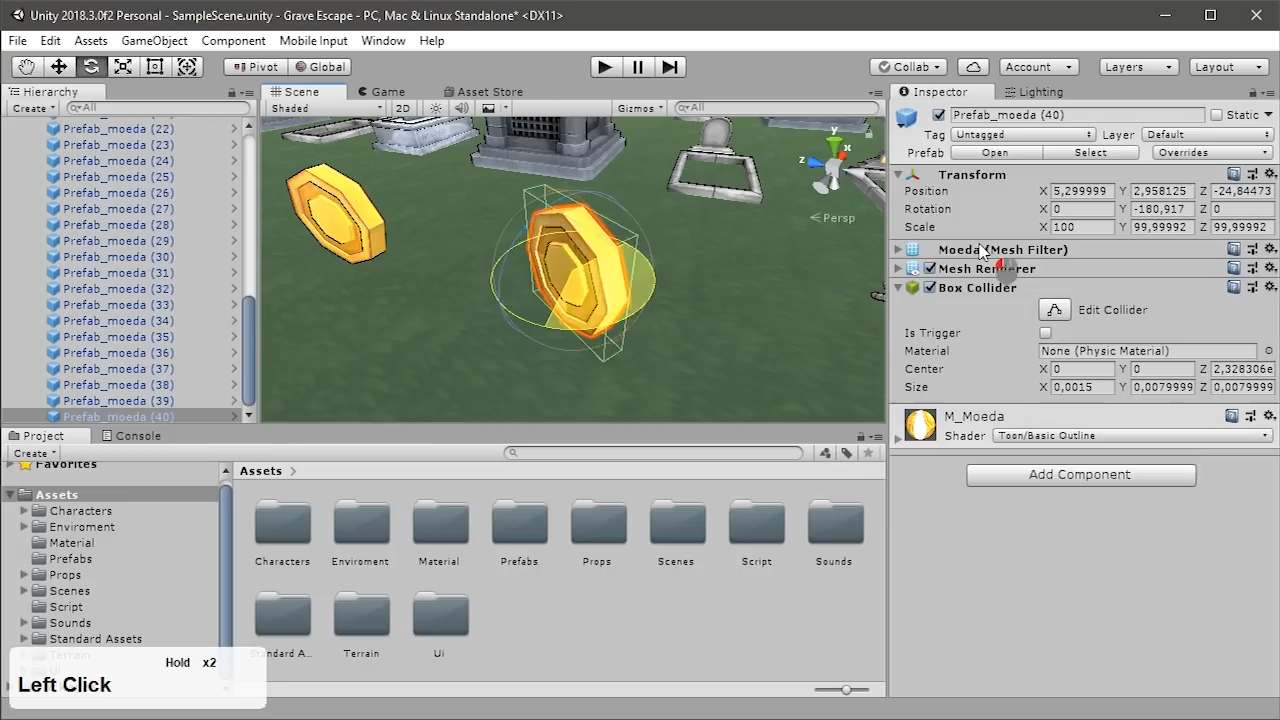 Unity 2018.3.0f2 Personal - SampleScene.unity - Grave Escape - PC, Mac & Linux Standalone* <DX11>
File Edit Assets GameObject Component Mobile Input Window Help
Pivot Global Collab Account Layers Layout
Hierarchy
Create All
Prefab_moeda (22)
Prefab_moeda (23)
Prefab_moeda (24)
Prefab_moeda (25)
Prefab_moeda (26)
Prefab_moeda (27)
Prefab_moeda (28)
Prefab_moeda (29)
Prefab_moeda (30)
Prefab_moeda (31)
Prefab_moeda (32)
Prefab_moeda (33)
Prefab_moeda (34)
Prefab_moeda (35)
Prefab_moeda (36)
Prefab_moeda (37)
Prefab_moeda (38)
Prefab_moeda (39)
Prefab_moeda (40)
Scene Game Asset Store
Shaded 2D Gizmos All
y
x
z
Persp
Inspector Lighting
Prefab_moeda (40) Static
Tag Untagged Layer Default
Prefab Open Select Overrides
Transform
Position X 5,299999 Y 2,958125 Z -24,84473
Rotation X 0 Y -180,917 Z 0
Scale X 100 Y 99,99992 Z 99,99992
Moeda (Mesh Filter)
Mesh Renderer
Box Collider
Edit Collider
Is Trigger
Material None (Physic Material)
Center X 0 Y 0 Z 2,328306e
Size X 0,0015 Y 0,0079999 Z 0,0079999
M_Moeda
Shader Toon/Basic Outline
Add Component
Project Console
Create
Favorites
Assets
Characters
Enviroment
Material
Prefabs
Props
Scenes
Script
Sounds
Standard Assets
Terrain
Assets
Characters Enviroment Material Prefabs Props Scenes Script Sounds
Standard A... Terrain Ui
Hold x2
Left Click